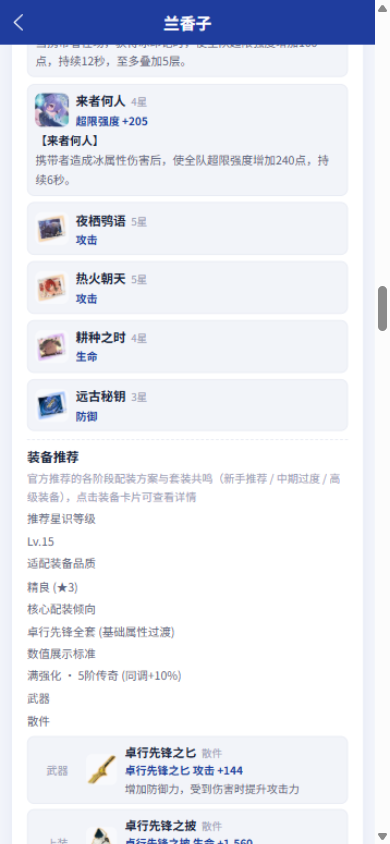 兰香子
点，持续12秒，至多叠加5层。
来者何人 4星
超限强度 +205
【来者何人】
携带者造成冰属性伤害后，使全队超限强度增加240点，持
续6秒。
夜栖鸮语 5星
攻击
热火朝天 5星
攻击
耕种之时 4星
生命
远古秘钥 3星
防御
装备推荐
官方推荐的各阶段配装方案与套装共鸣（新手推荐 / 中期过度 / 高
级装备），点击装备卡片可查看详情
推荐星识等级
Lv.15
适配装备品质
精良 (★3)
核心配装倾向
卓行先锋全套 (基础属性过渡)
数值展示标准
满强化 · 5阶传奇 (同调+10%)
武器
散件
武器
卓行先锋之匕 散件
卓行先锋之匕 攻击 +144
增加防御力，受到伤害时提升攻击力
上装
卓行先锋之披 散件
卓行先锋之披 生命 +1,560